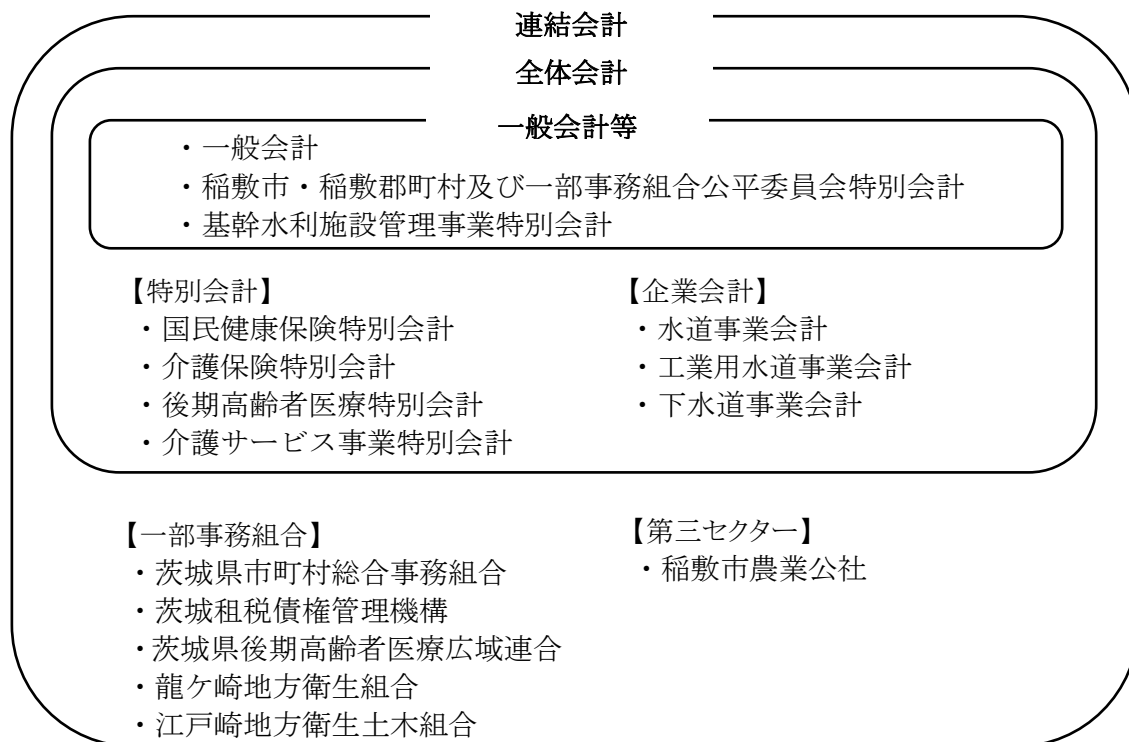 連結会計
全体会計
一般会計等
・一般会計
・稲敷市・稲敷郡町村及び一部事務組合公平委員会特別会計
・基幹水利施設管理事業特別会計
【特別会計】
・国民健康保険特別会計
・介護保険特別会計
・後期高齢者医療特別会計
・介護サービス事業特別会計
【企業会計】
・水道事業会計
・工業用水道事業会計
・下水道事業会計
【一部事務組合】
・茨城県市町村総合事務組合
・茨城租税債権管理機構
・茨城県後期高齢者医療広域連合
・龍ケ崎地方衛生組合
・江戸崎地方衛生土木組合
【第三セクター】
・稲敷市農業公社